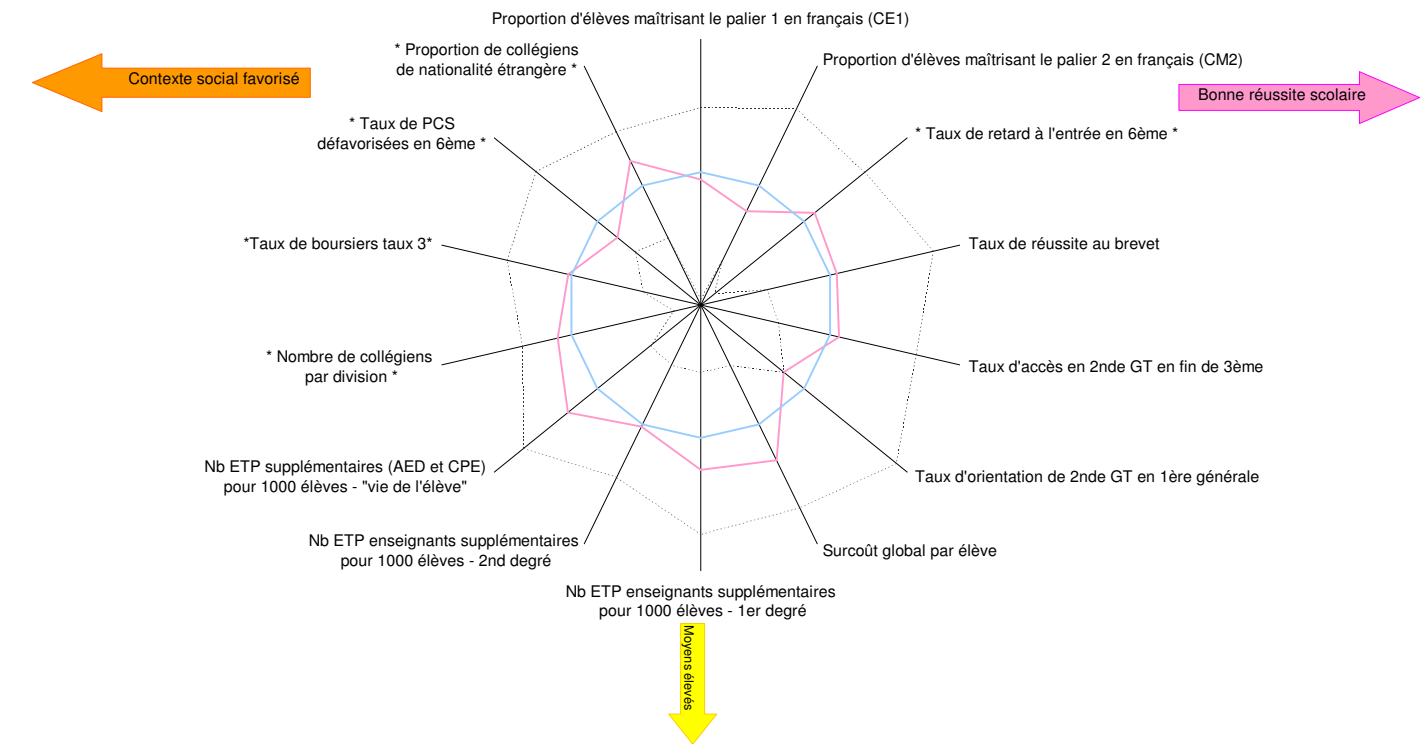 Proportion d'élèves maîtrisant le palier 1 en français (CE1)
* Proportion de collégiens
de nationalité étrangère *
Proportion d'élèves maîtrisant le palier 2 en français (CM2)
Contexte social favorisé
Bonne réussite scolaire
* Taux de PCS
défavorisées en 6ème *
* Taux de retard à l'entrée en 6ème *
*Taux de boursiers taux 3*
Taux de réussite au brevet
* Nombre de collégiens
par division *
Taux d'accès en 2nde GT en fin de 3ème
Nb ETP supplémentaires (AED et CPE)
pour 1000 élèves - "vie de l'élève"
Taux d'orientation de 2nde GT en 1ère générale
Nb ETP enseignants supplémentaires
pour 1000 élèves - 2nd degré
Surcoût global par élève
Nb ETP enseignants supplémentaires
pour 1000 élèves - 1er degré
Moyens élevés